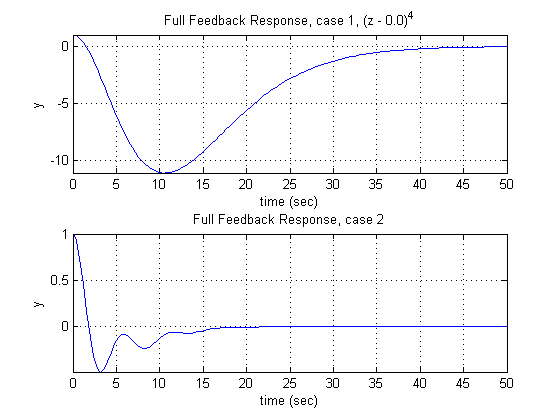 Full Feedback Response, case 1, (z - 0.0)^4
0
-5
-10
y
0 5 10 15 20 25 30 35 40 45 50
time (sec)
Full Feedback Response, case 2
1
0.5
0
y
0 5 10 15 20 25 30 35 40 45 50
time (sec)